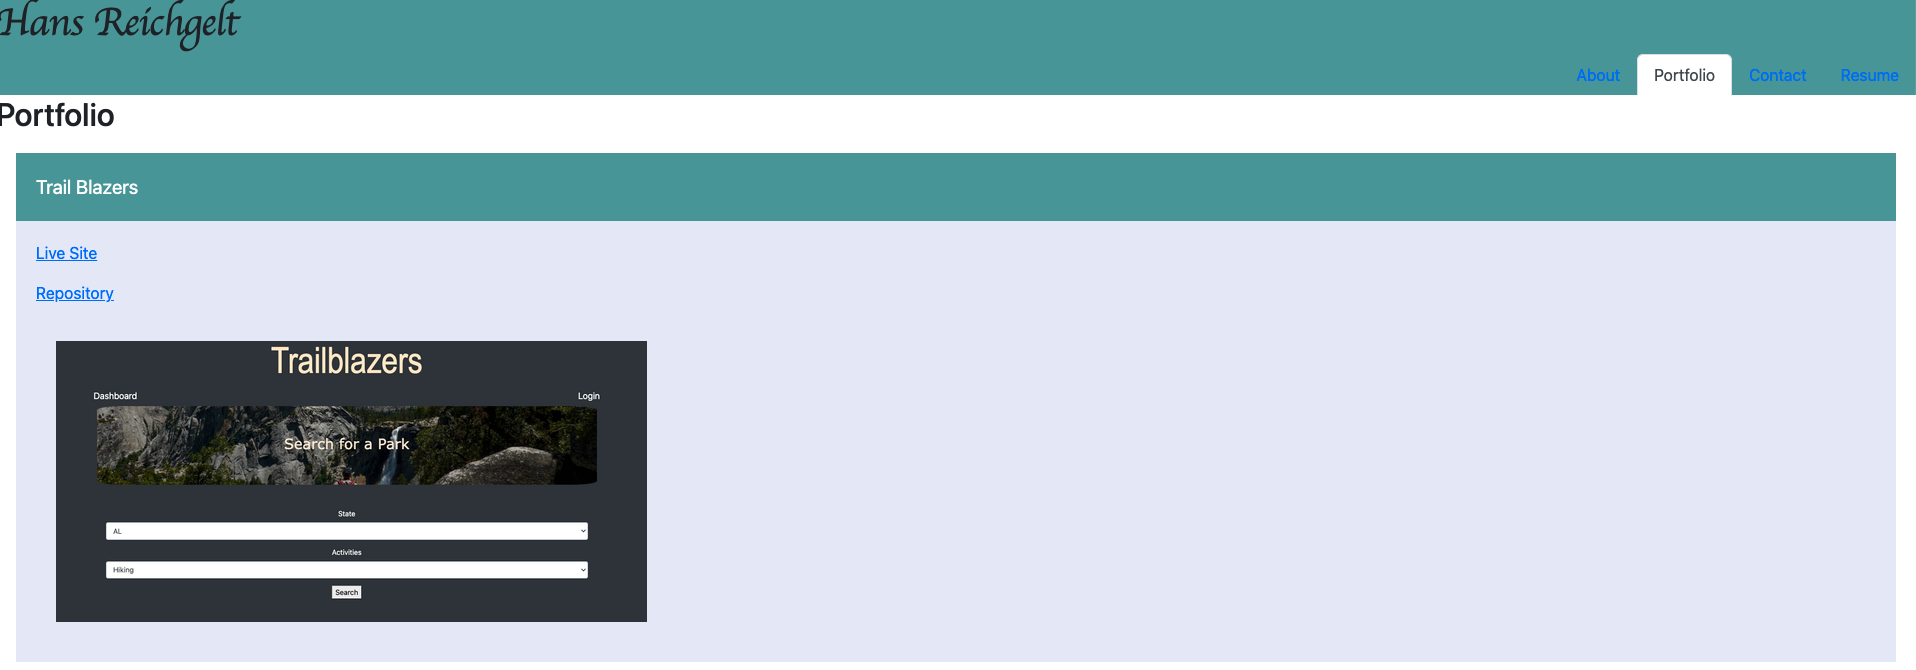 Hans Reichgelt
About Portfolio Contact Resume
Portfolio
Trail Blazers
Live Site
Repository
Trailblazers
Dashboard Login
Search for a Park
State
AL
Activities
Hiking
Search